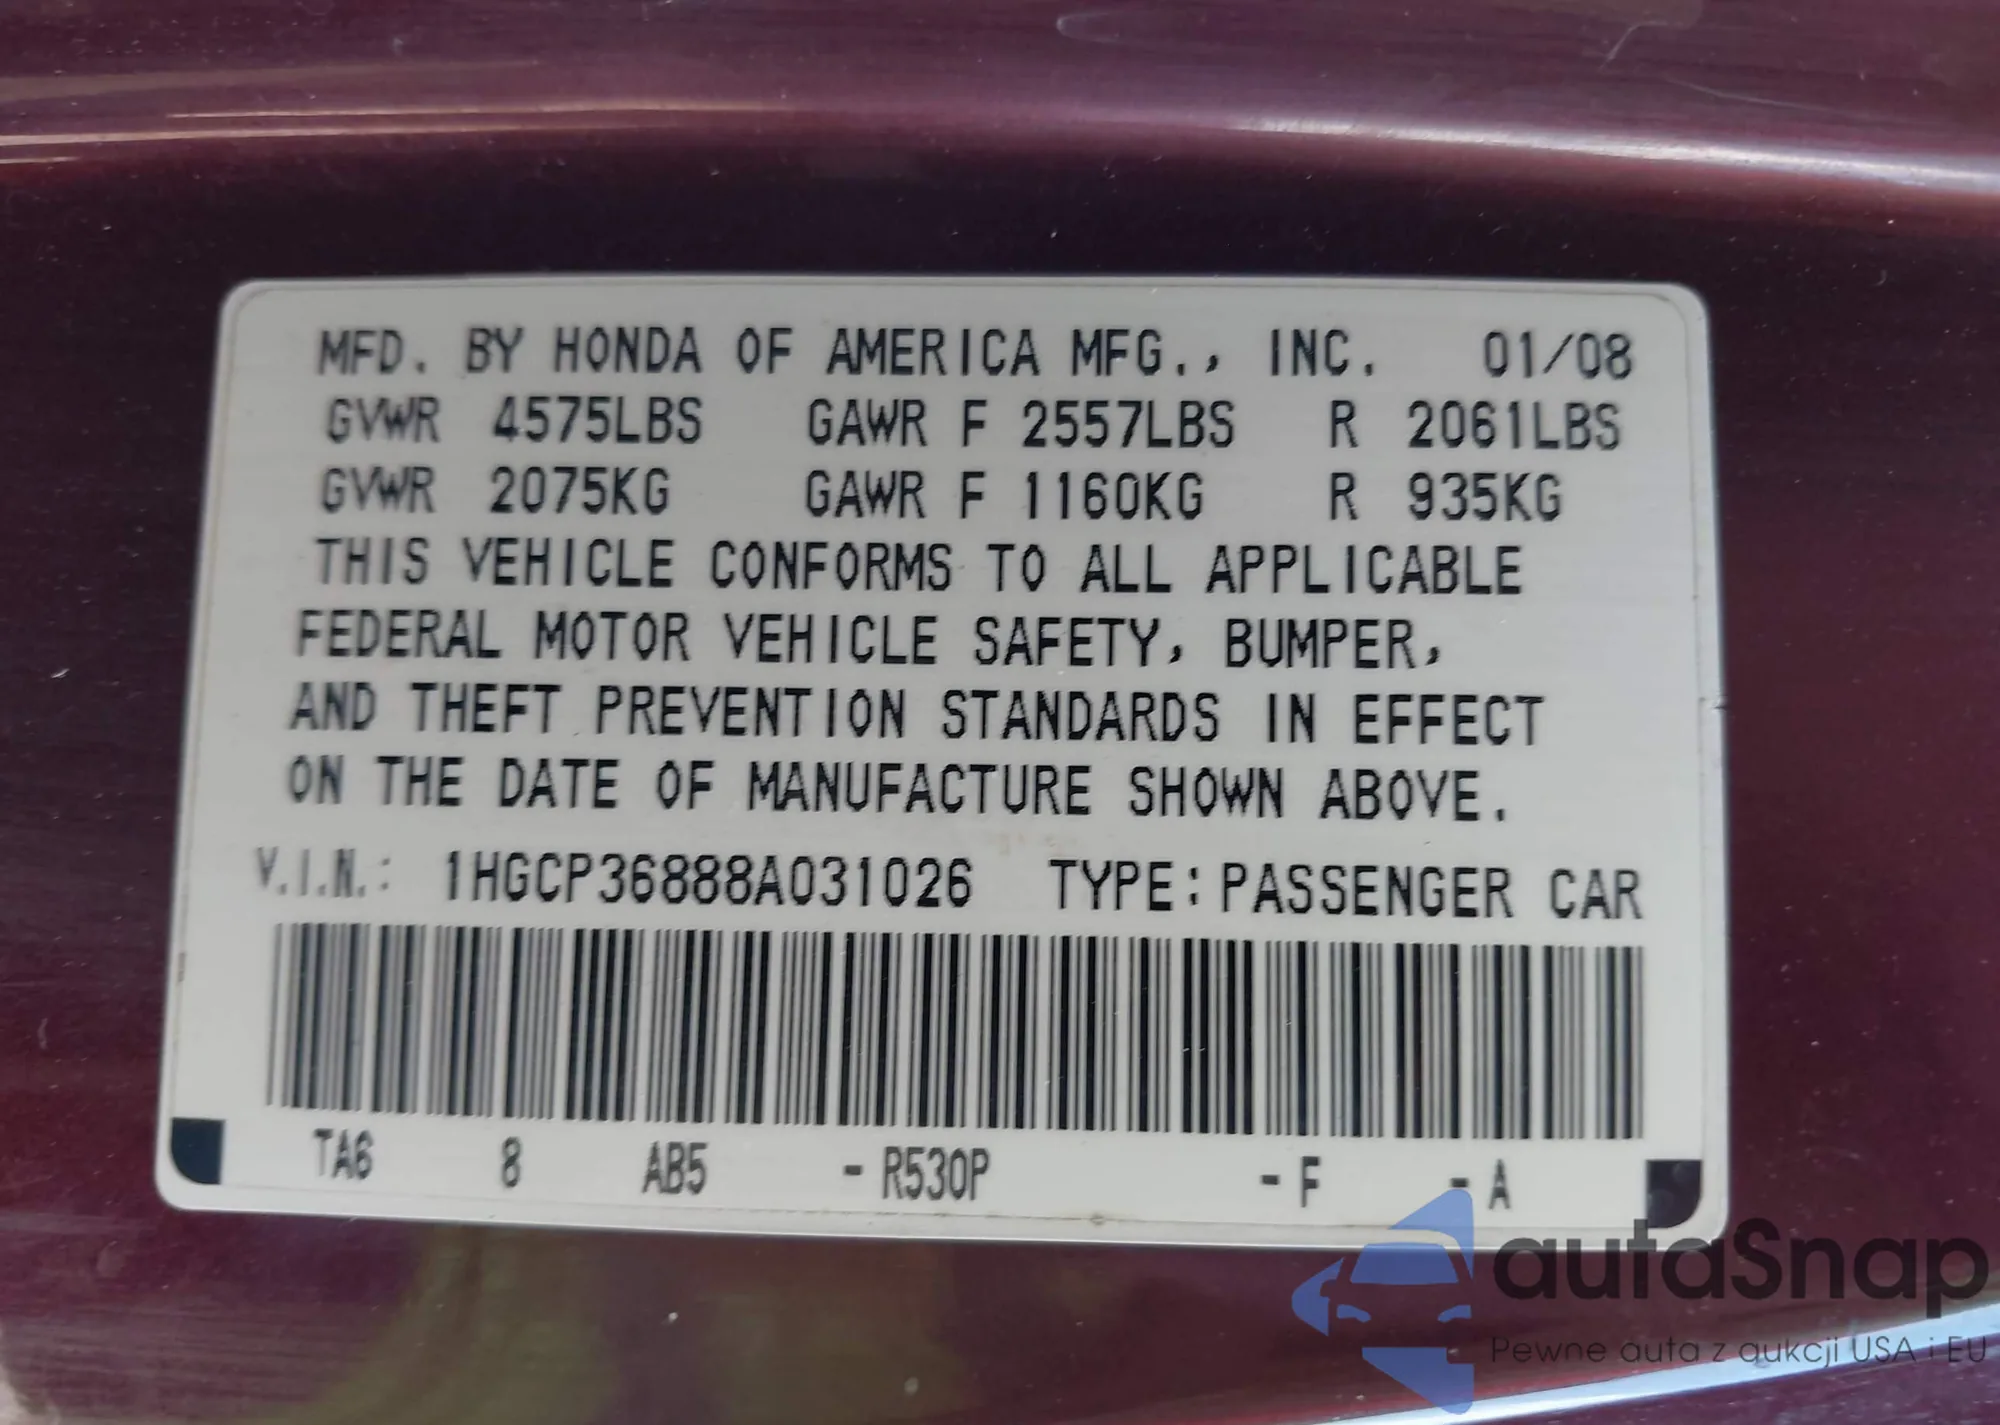 MFD. BY HONDA OF AMERICA MFG., INC. 01/08
GVWR 4575LBS GAWR F 2557LBS R 2061LBS
GVWR 2075KG GAWR F 1160KG R 935KG
THIS VEHICLE CONFORMS TO ALL APPLICABLE
FEDERAL MOTOR VEHICLE SAFETY, BUMPER,
AND THEFT PREVENTION STANDARDS IN EFFECT
ON THE DATE OF MANUFACTURE SHOWN ABOVE.
V.I.N.: 1HGCP36888A031026 TYPE:PASSENGER CAR
TA6 8 AB5 - R530P - F - A
autaSnap
Pewne auta z aukcji USA i EU